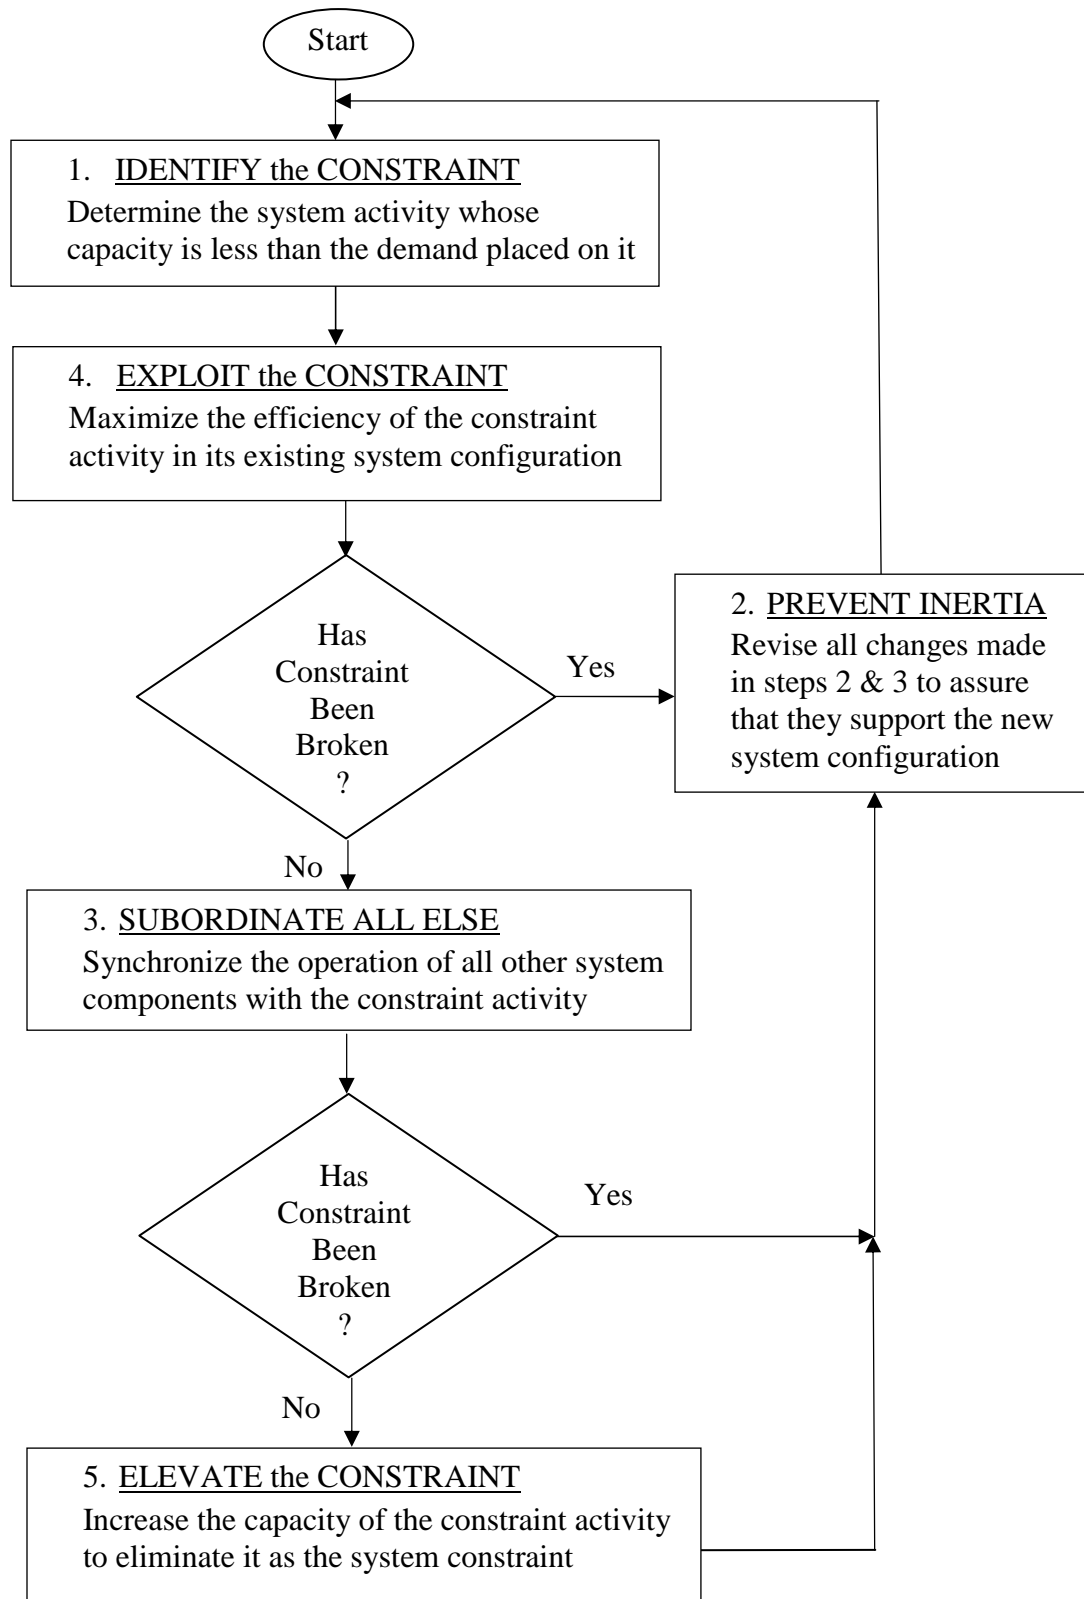 Start
1. IDENTIFY the CONSTRAINT
Determine the system activity whose
capacity is less than the demand placed on it
4. EXPLOIT the CONSTRAINT
Maximize the efficiency of the constraint
activity in its existing system configuration
Has
Constraint
Been
Broken
?
Yes
2. PREVENT INERTIA
Revise all changes made
in steps 2 & 3 to assure
that they support the new
system configuration
No
3. SUBORDINATE ALL ELSE
Synchronize the operation of all other system
components with the constraint activity
Has
Constraint
Been
Broken
?
Yes
No
5. ELEVATE the CONSTRAINT
Increase the capacity of the constraint activity
to eliminate it as the system constraint